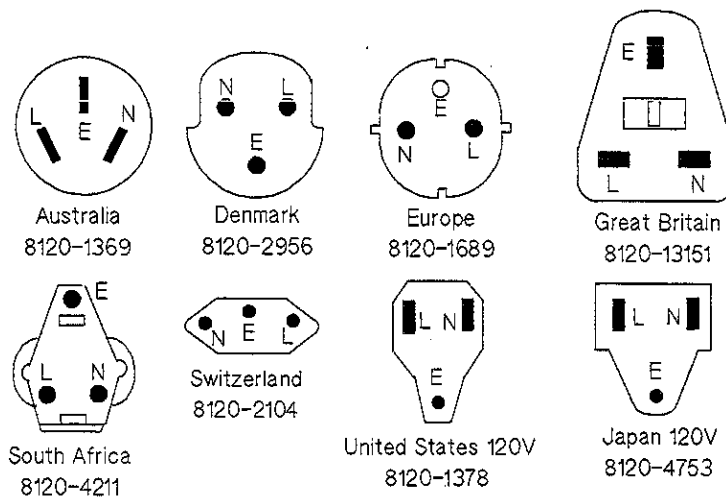 L E N
Australia
8120-1369
N L
E
Denmark
8120-2956
E
N L
Europe
8120-1689
E
L N
Great Britain
8120-13151
E
L N
South Africa
8120-4211
N E L
Switzerland
8120-2104
L N
E
United States 120V
8120-1378
L N
E
Japan 120V
8120-4753